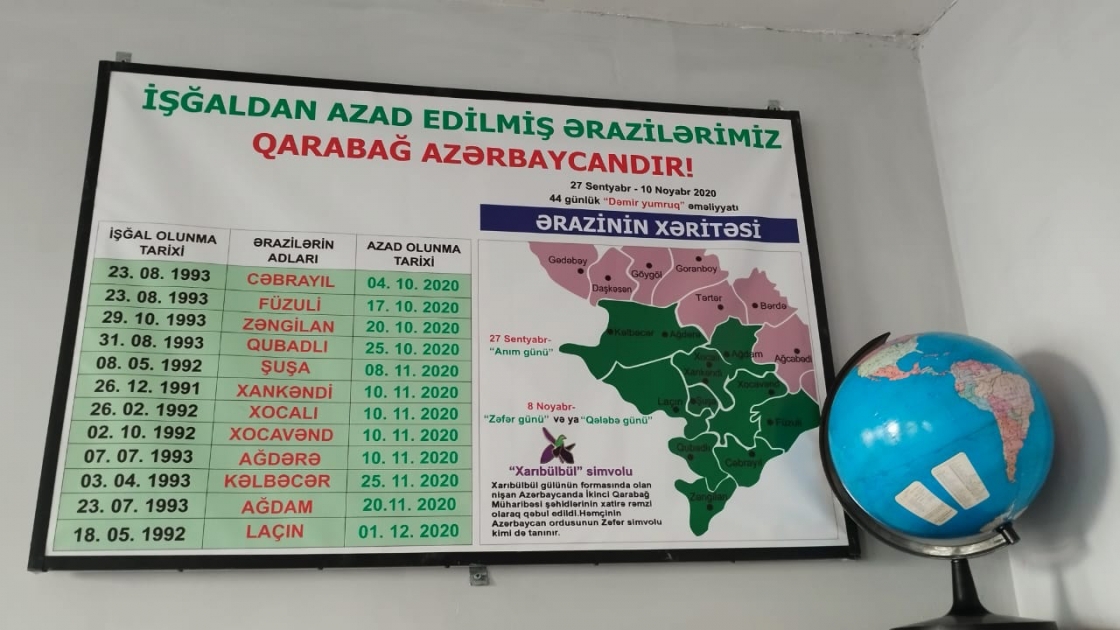 İŞĞALDAN AZAD EDİLMİŞ ƏRAZİLƏRİMİZ
QARABAĞ AZƏRBAYCANDIR!
27 Sentyabr - 10 Noyabr 2020
44 günlük "Dəmir yumruq" əməliyyatı
ƏRAZİNİN XƏRİTƏSİ
İŞĞAL OLUNMA TARİXİ
ƏRAZİLƏRİN ADLARI
AZAD OLUNMA TARİXİ
23. 08. 1993 CƏBRAYIL 04. 10. 2020
23. 08. 1993 FÜZULİ 17. 10. 2020
29. 10. 1993 ZƏNGİLAN 20. 10. 2020
31. 08. 1993 QUBADLI 25. 10. 2020
08. 05. 1992 ŞUŞA 08. 11. 2020
26. 12. 1991 XANKƏNDİ 10. 11. 2020
26. 02. 1992 XOCALI 10. 11. 2020
02. 10. 1992 XOCAVƏND 10. 11. 2020
07. 07. 1993 AĞDƏRƏ 10. 11. 2020
03. 04. 1993 KƏLBƏCƏR 25. 11. 2020
23. 07. 1993 AĞDAM 20.11. 2020
18. 05. 1992 LAÇIN 01. 12. 2020
Gədəbəy
Daşkəsən
Göygöl
Goranboy
Tərtər
Bərdə
Ağcabədi
Kəlbəcər
Ağdərə
Ağdam
Xankəndi
Xocavənd
Laçın
Şuşa
Füzuli
Qubadlı
Cəbrayıl
Zəngilan
27 Sentyabr-
"Anım günü"
8 Noyabr-
"Zəfər günü" və ya "Qələbə günü"
"Xarıbülbül" simvolu
Xarıbülbül gülünün formasında olan
nişan Azərbaycanda İkinci Qarabağ
Müharibəsi şəhidlərinin xatirə rəmzi
olaraq qəbul edildi.Həmçinin
Azərbaycan ordusunun Zəfər simvolu
kimi də tanınır.